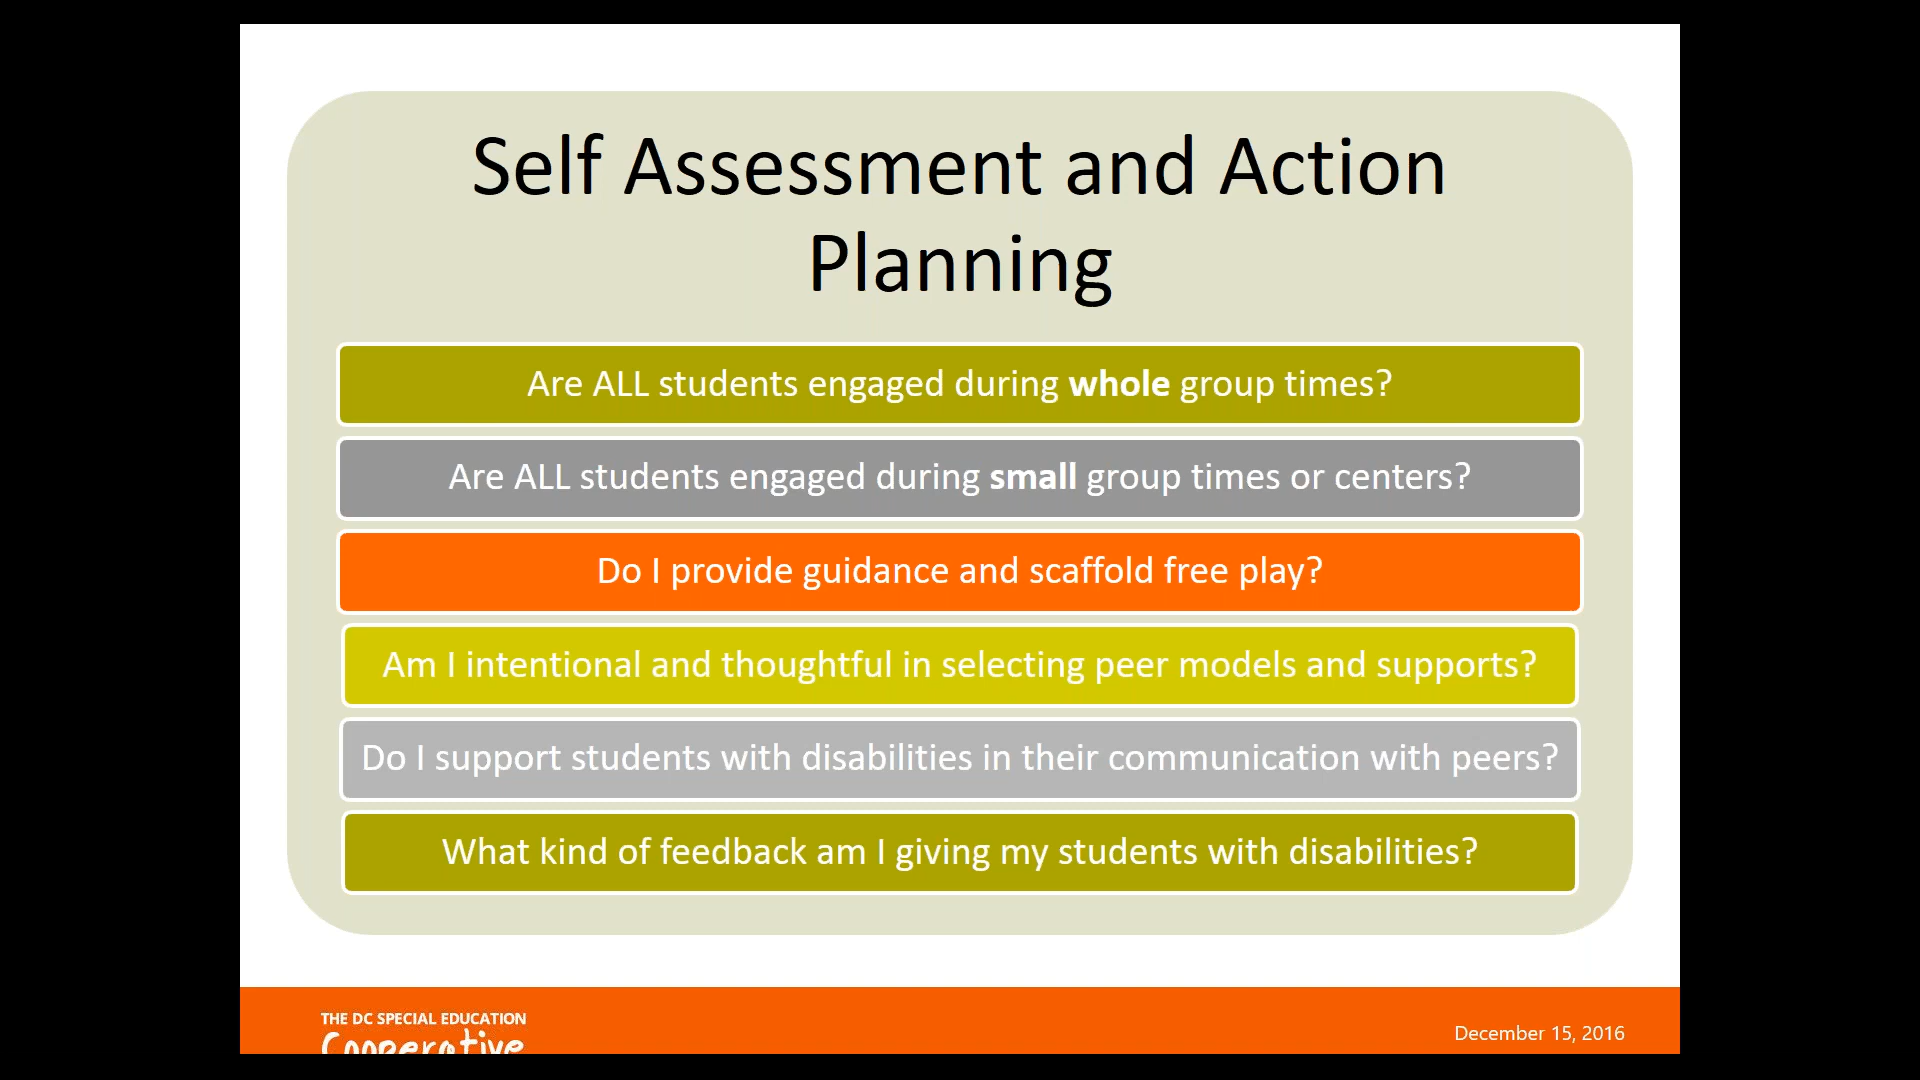 Self Assessment and Action
Planning
Are ALL students engaged during whole group times?
Are ALL students engaged during small group times or centers?
Do I provide guidance and scaffold free play?
Am I intentional and thoughtful in selecting peer models and supports?
Do I support students with disabilities in their communication with peers?
What kind of feedback am I giving my students with disabilities?
THE DC SPECIAL EDUCATION
Cooperative
December 15, 2016